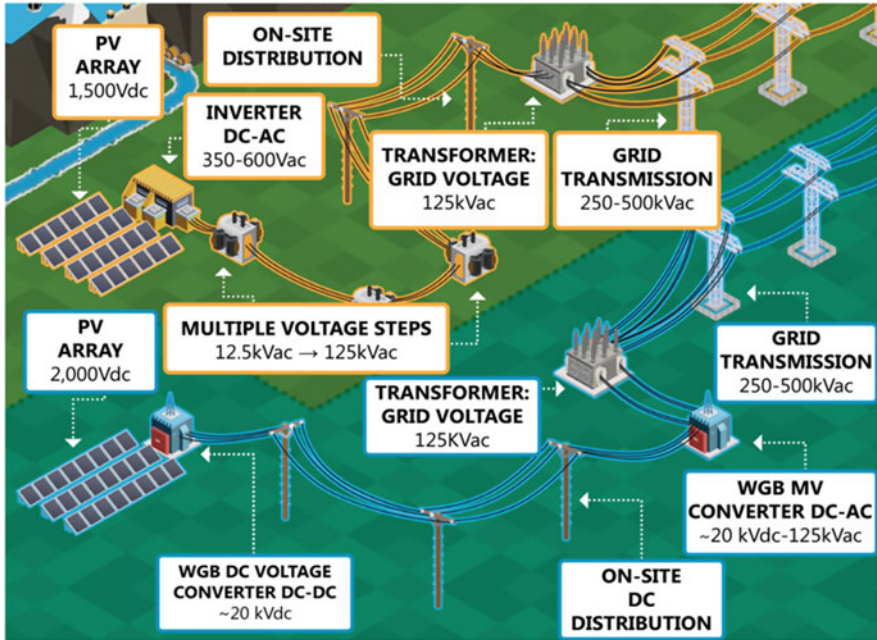 PV
ARRAY
1,500Vdc
ON-SITE
DISTRIBUTION
INVERTER
DC-AC
350-600Vac
TRANSFORMER:
GRID VOLTAGE
125kVac
GRID
TRANSMISSION
250-500kVac
MULTIPLE VOLTAGE STEPS
12.5kVac → 125kVac
PV
ARRAY
2,000Vdc
TRANSFORMER:
GRID VOLTAGE
125KVac
GRID
TRANSMISSION
250-500kVac
WGB DC VOLTAGE
CONVERTER DC-DC
~20 kVdc
ON-SITE
DC
DISTRIBUTION
WGB MV
CONVERTER DC-AC
~20 kVdc-125kVac